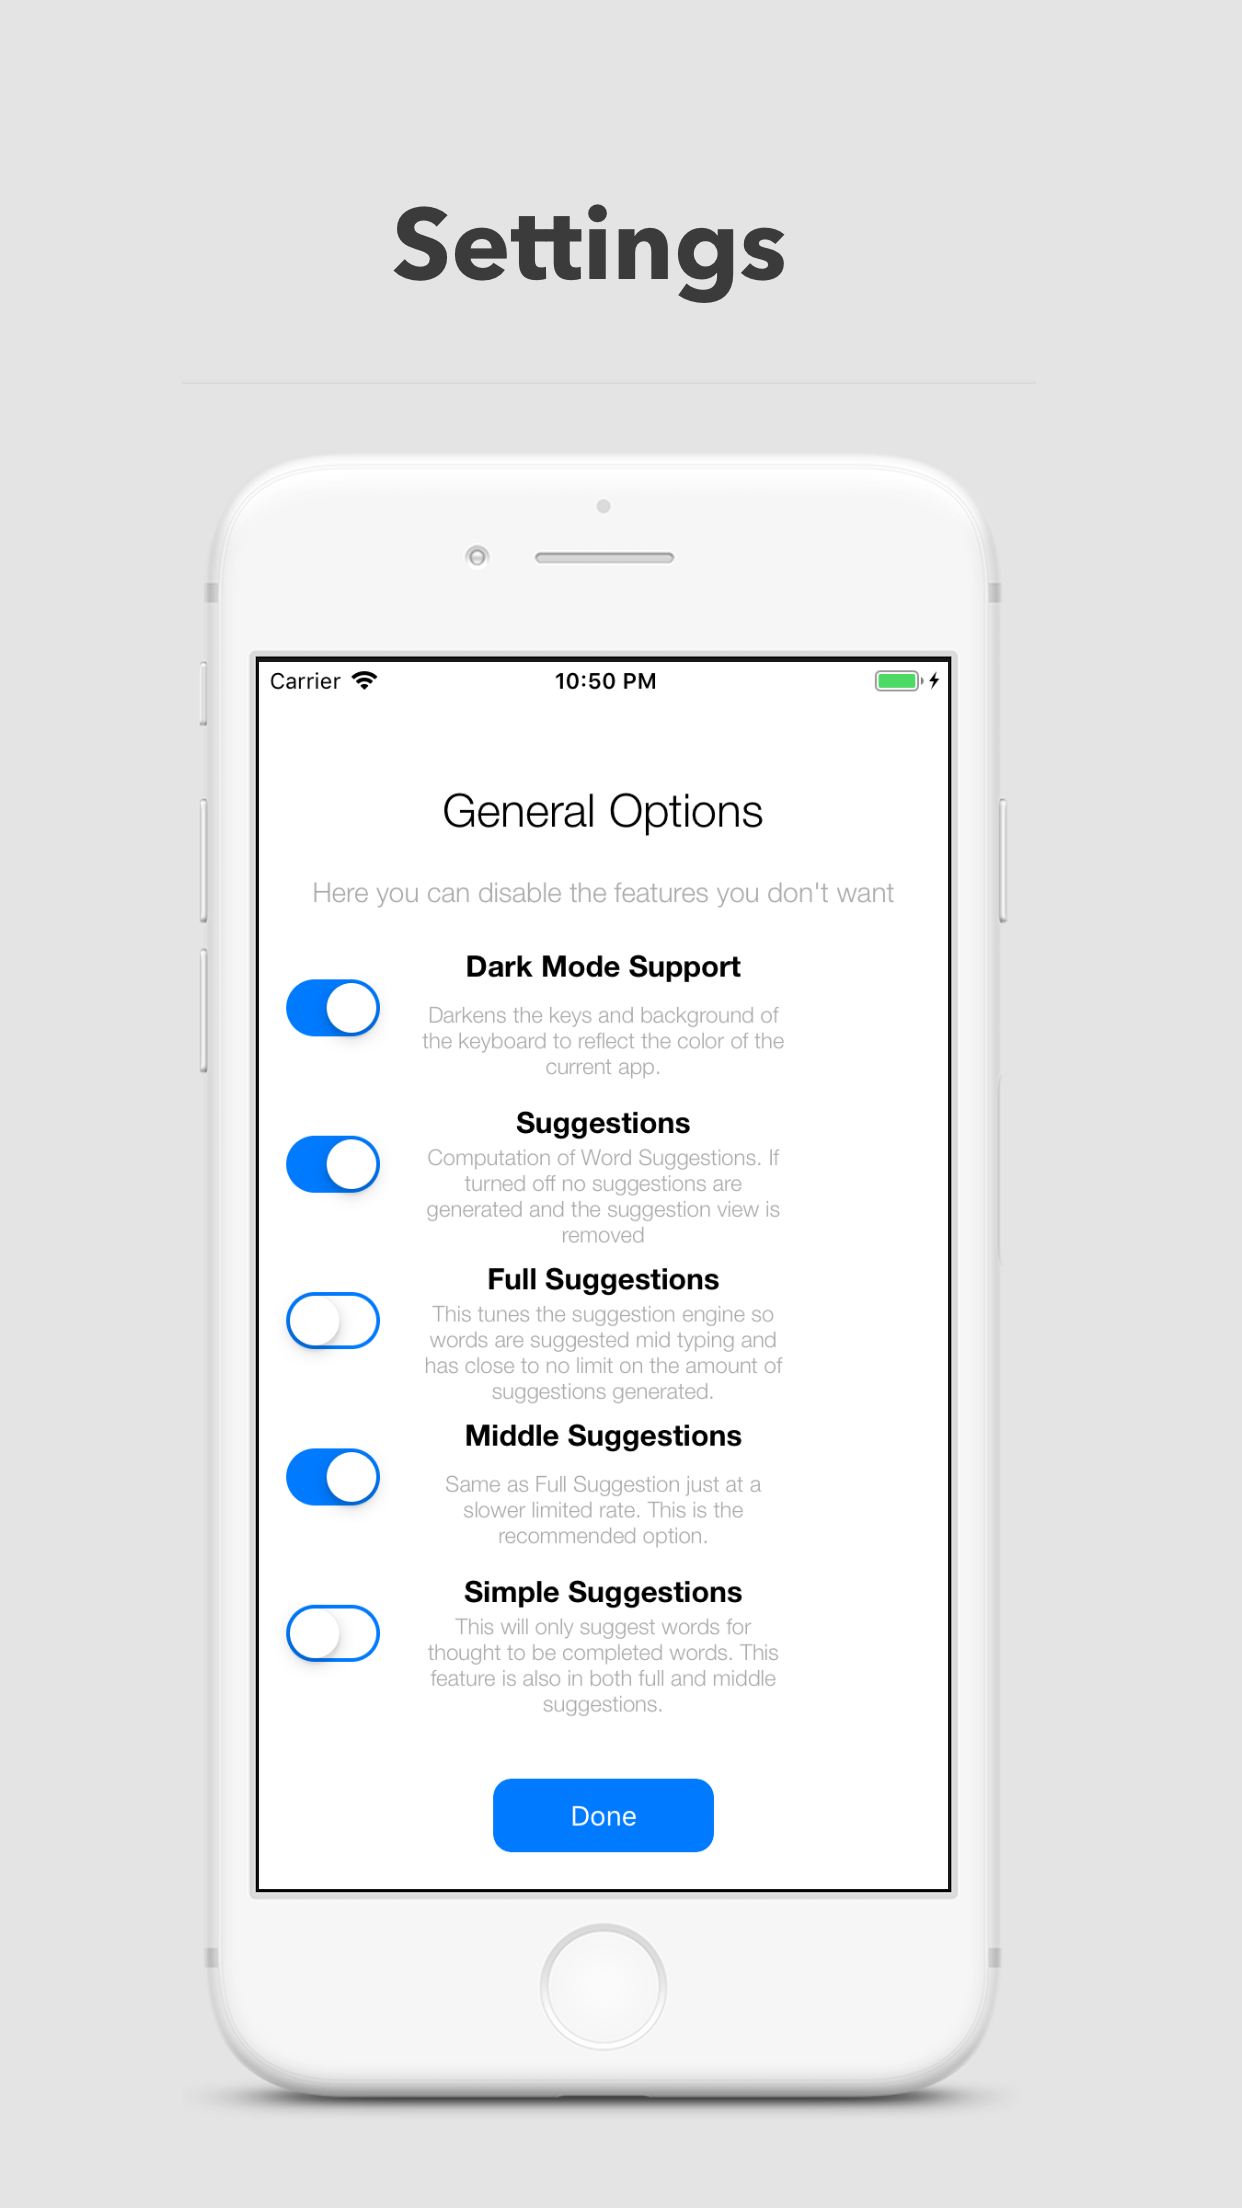 Settings
Carrier
10:50 PM
General Options
Here you can disable the features you don't want
Dark Mode Support
Darkens the keys and background of
the keyboard to reflect the color of the
current app.
Suggestions
Computation of Word Suggestions. If
turned off no suggestions are
generated and the suggestion view is
removed
Full Suggestions
This tunes the suggestion engine so
words are suggested mid typing and
has close to no limit on the amount of
suggestions generated.
Middle Suggestions
Same as Full Suggestion just at a
slower limited rate. This is the
recommended option.
Simple Suggestions
This will only suggest words for
thought to be completed words. This
feature is also in both full and middle
suggestions.
Done